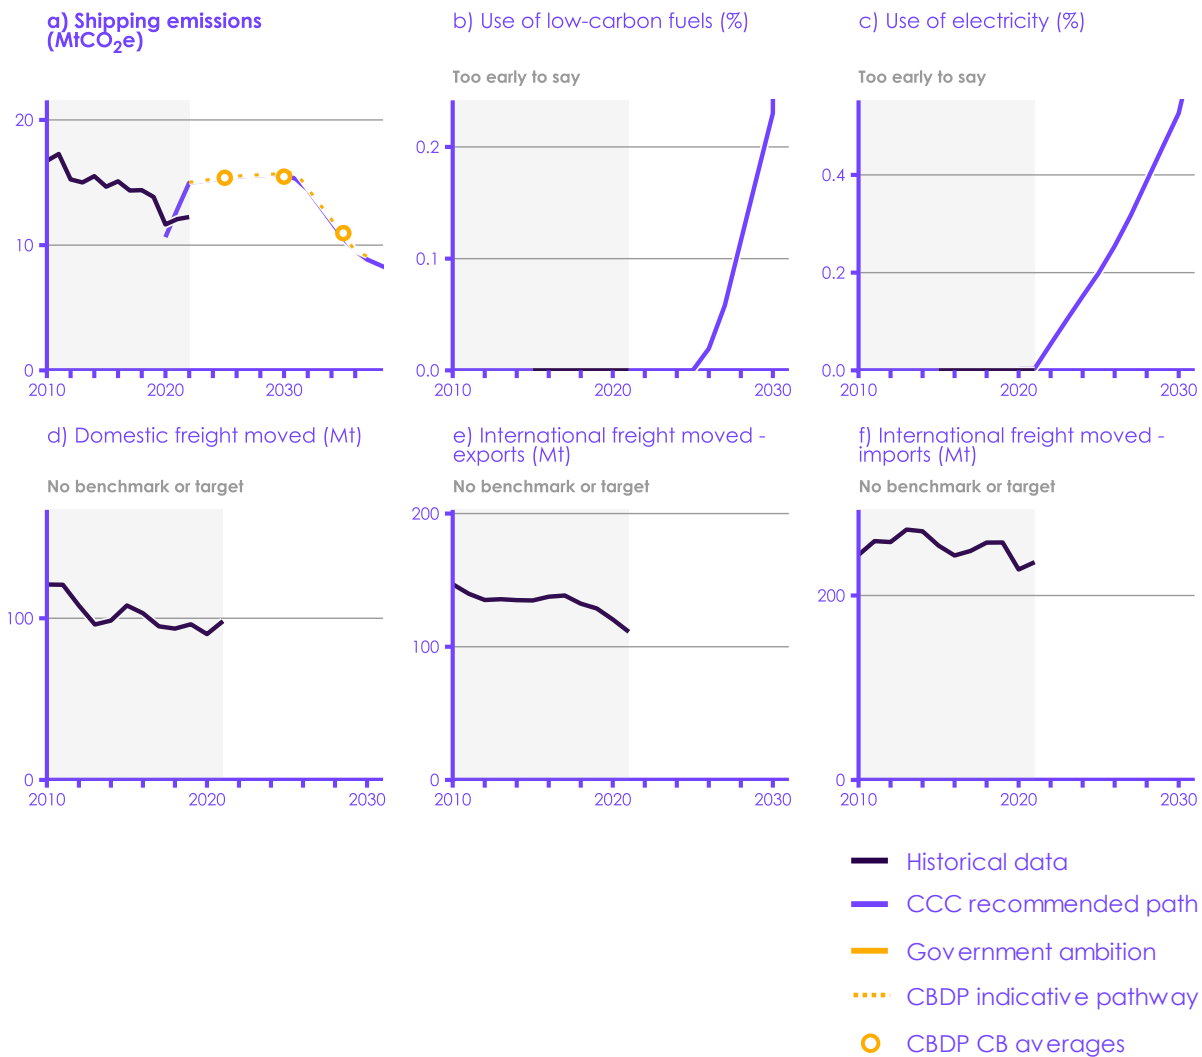 a) Shipping emissions
(MtCO₂e)
b) Use of low-carbon fuels (%)
c) Use of electricity (%)
Too early to say
Too early to say
20
10
0
2010
2020
2030
0.2
0.1
0.0
2010
2020
2030
0.4
0.2
0.0
2010
2020
2030
d) Domestic freight moved (Mt)
e) International freight moved -
exports (Mt)
f) International freight moved -
imports (Mt)
No benchmark or target
No benchmark or target
No benchmark or target
100
0
2010
2020
2030
200
100
0
2010
2020
2030
200
0
2010
2020
2030
Historical data
CCC recommended path
Government ambition
CBDP indicative pathway
CBDP CB averages